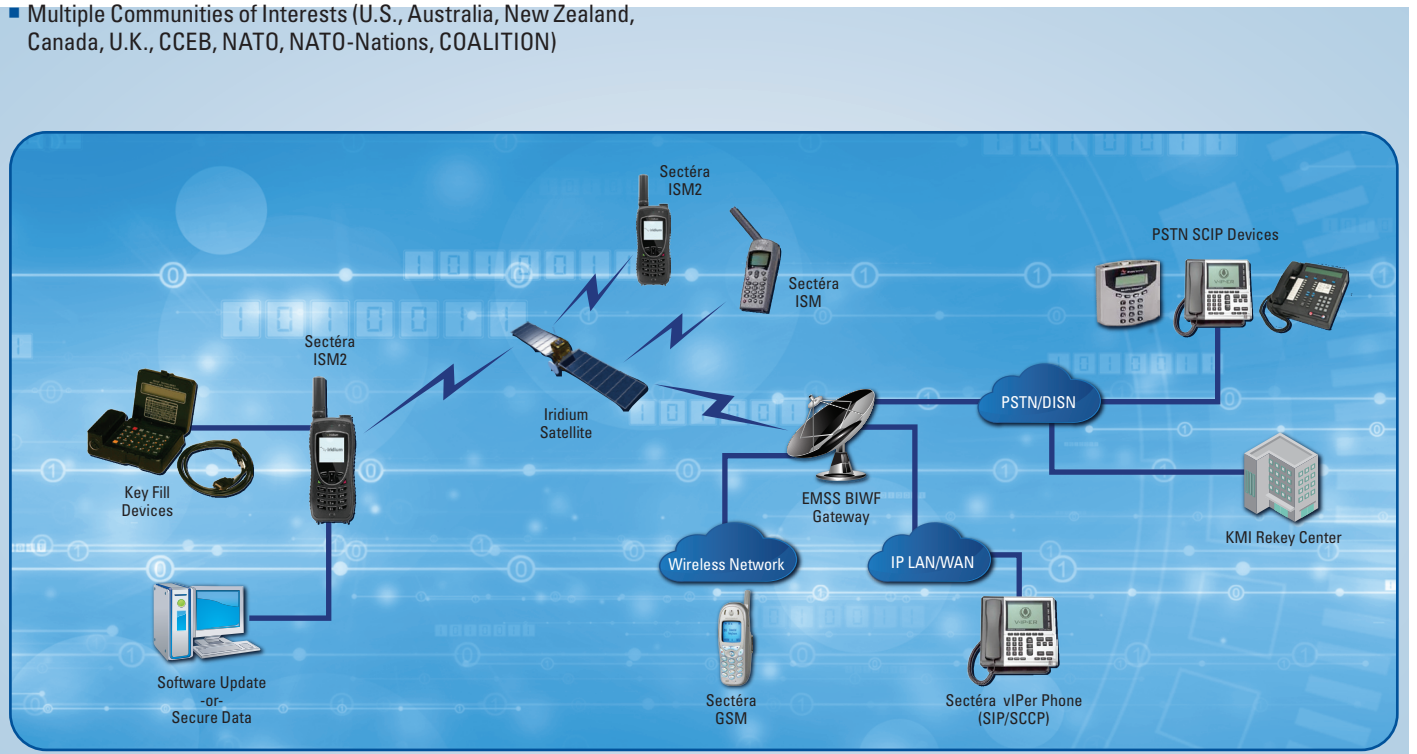 ▪ Multiple Communities of Interests (U.S., Australia, New Zealand,
Canada, U.K., CCEB, NATO, NATO-Nations, COALITION)
Sectéra
ISM2
Sectéra
ISM
PSTN SCIP Devices
Sectéra
ISM2
Iridium
Satellite
PSTN/DISN
Key Fill
Devices
EMSS BIWF
Gateway
KMI Rekey Center
Wireless Network
IP LAN/WAN
Software Update
-or-
Secure Data
Sectéra
GSM
Sectéra vIPer Phone
(SIP/SCCP)